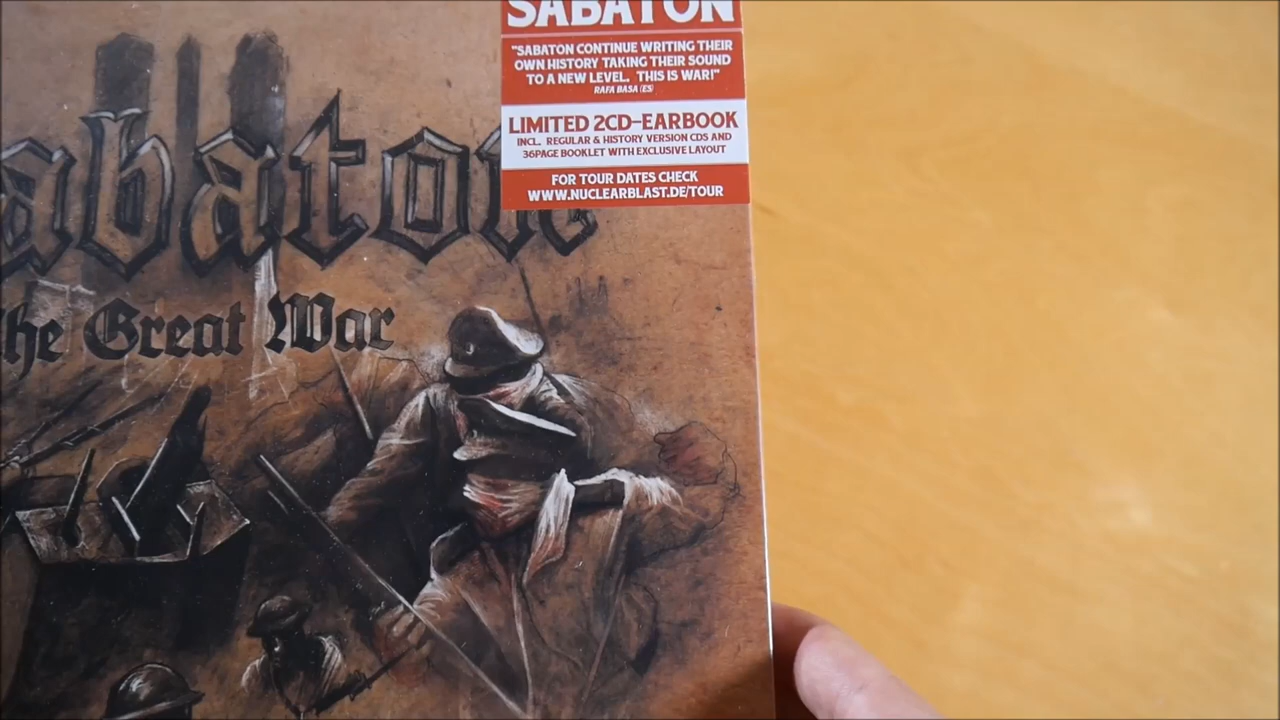 SABATON
"SABATON CONTINUE WRITING THEIR
OWN HISTORY TAKING THEIR SOUND
TO A NEW LEVEL. THIS IS WAR!"
RAFA BASA (ES)
LIMITED 2CD-EARBOOK
INCL. REGULAR & HISTORY VERSION CDS AND
36PAGE BOOKLET WITH EXCLUSIVE LAYOUT
FOR TOUR DATES CHECK
WWW.NUCLEARBLAST.DE/TOUR
abaton
he Great War